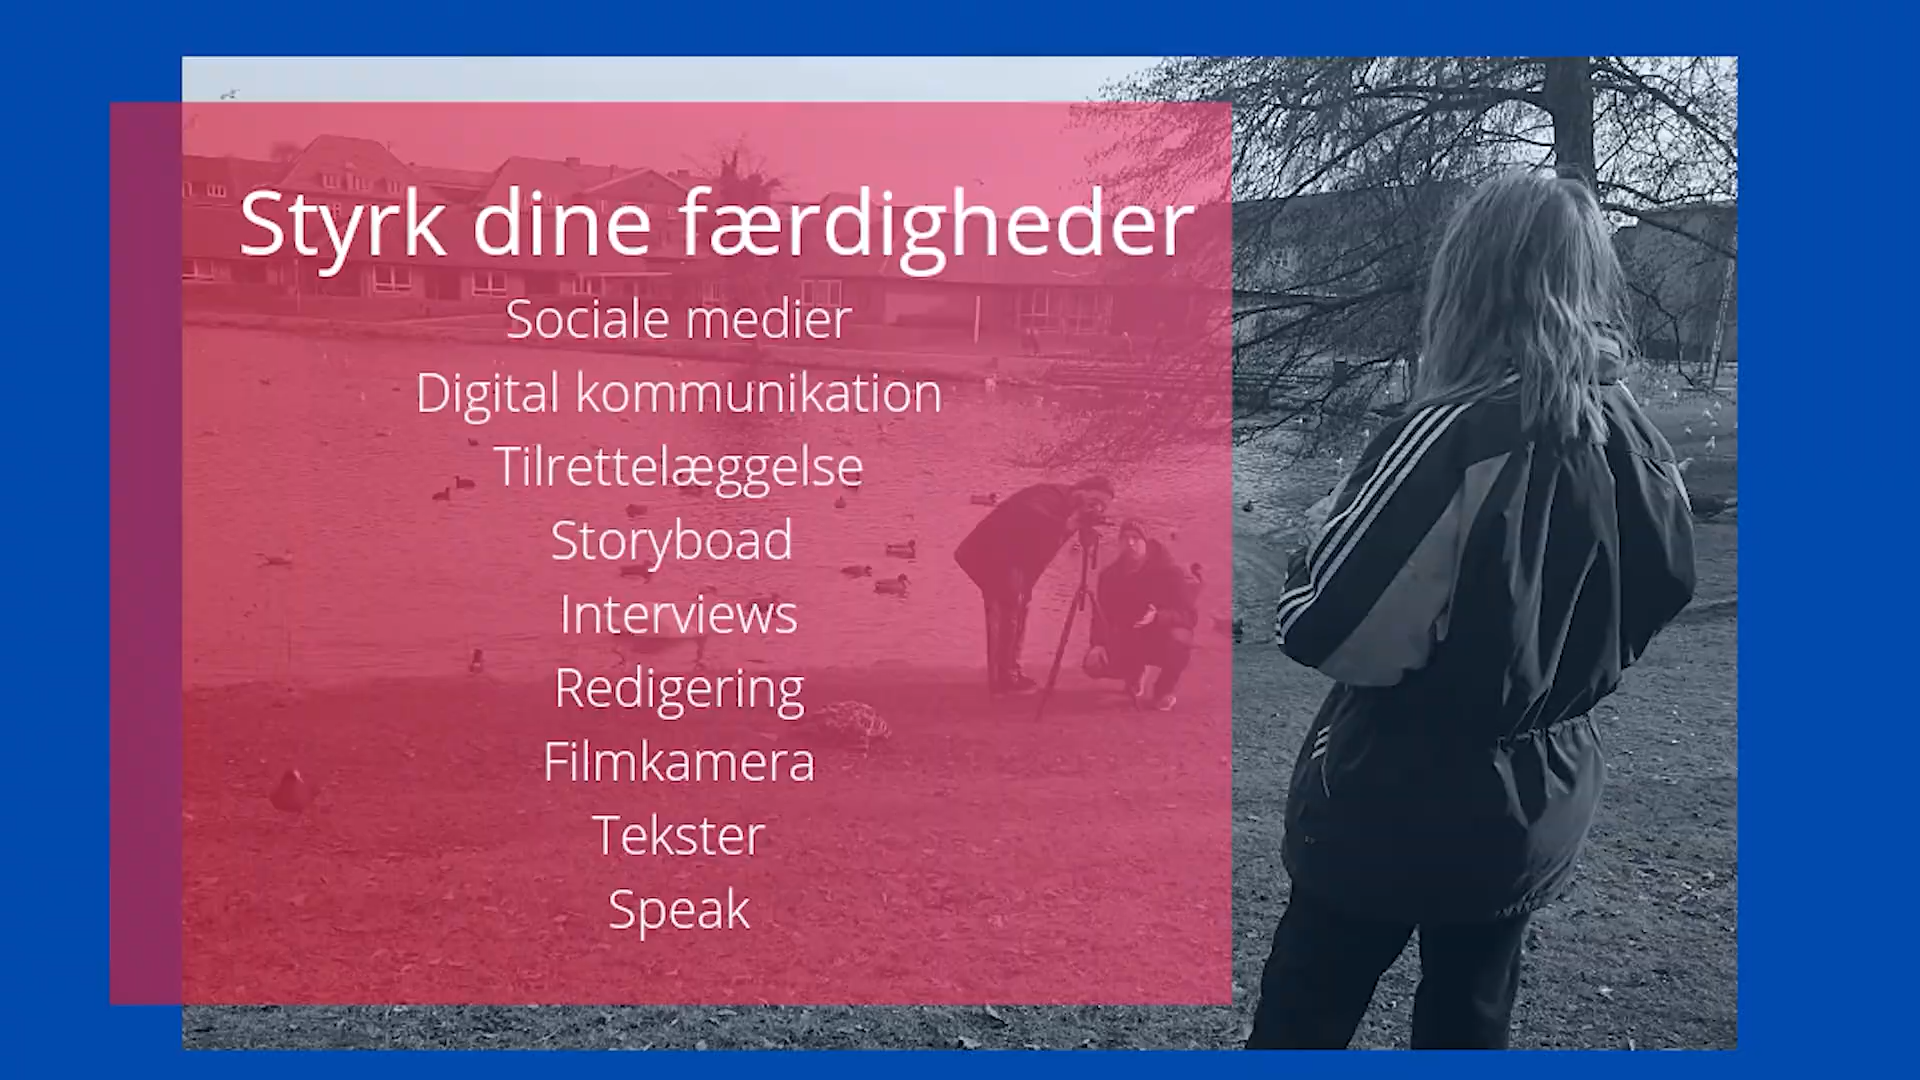 Styrk dine færdigheder
Sociale medier
Digital kommunikation
Tilrettelæggelse
Storyboad
Interviews
Redigering
Filmkamera
Tekster
Speak